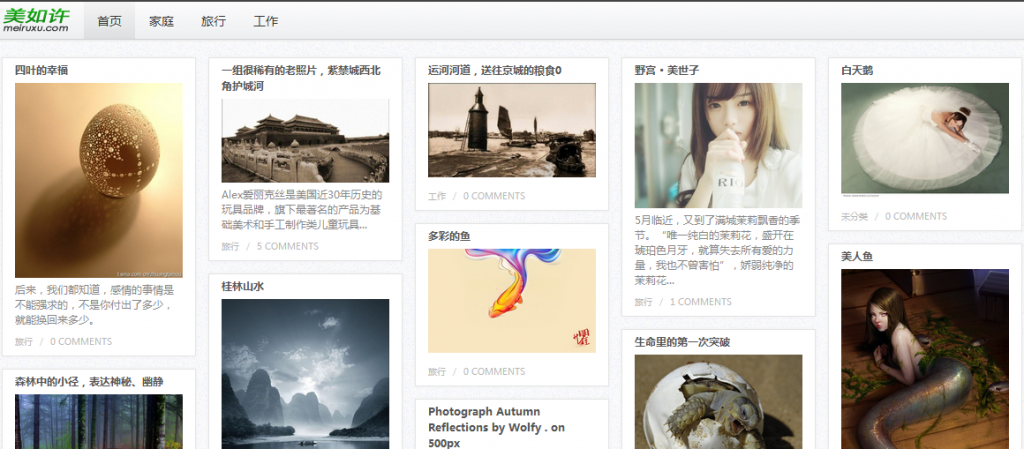 美如许
meiruxu.com
首页
家庭
旅行
工作
四叶的幸福
后来，我们都知道，感情的事情是
不能强求的，不是你付出了多少，
就能换回来多少。
旅行 / 0 COMMENTS
森林中的小径，表达神秘、幽静
一组很稀有的老照片，紫禁城西北
角护城河
Alex爱丽克丝是美国近30年历史的
玩具品牌，旗下最著名的产品为基
础美术和手工制作类儿童玩具...
旅行 / 5 COMMENTS
桂林山水
运河河道，送往京城的粮食0
工作 / 0 COMMENTS
多彩的鱼
旅行 / 0 COMMENTS
Photograph Autumn
Reflections by Wolfy . on
500px
野宫・美世子
5月临近，又到了满城茉莉飘香的季
节。“唯一纯白的茉莉花，盛开在
琥珀色月牙，就算失去所有爱的力
量，我也不曾害怕”，娇弱纯净的
茉莉花...
旅行 / 1 COMMENTS
生命里的第一次突破
白天鹅
未分类 / 0 COMMENTS
美人鱼